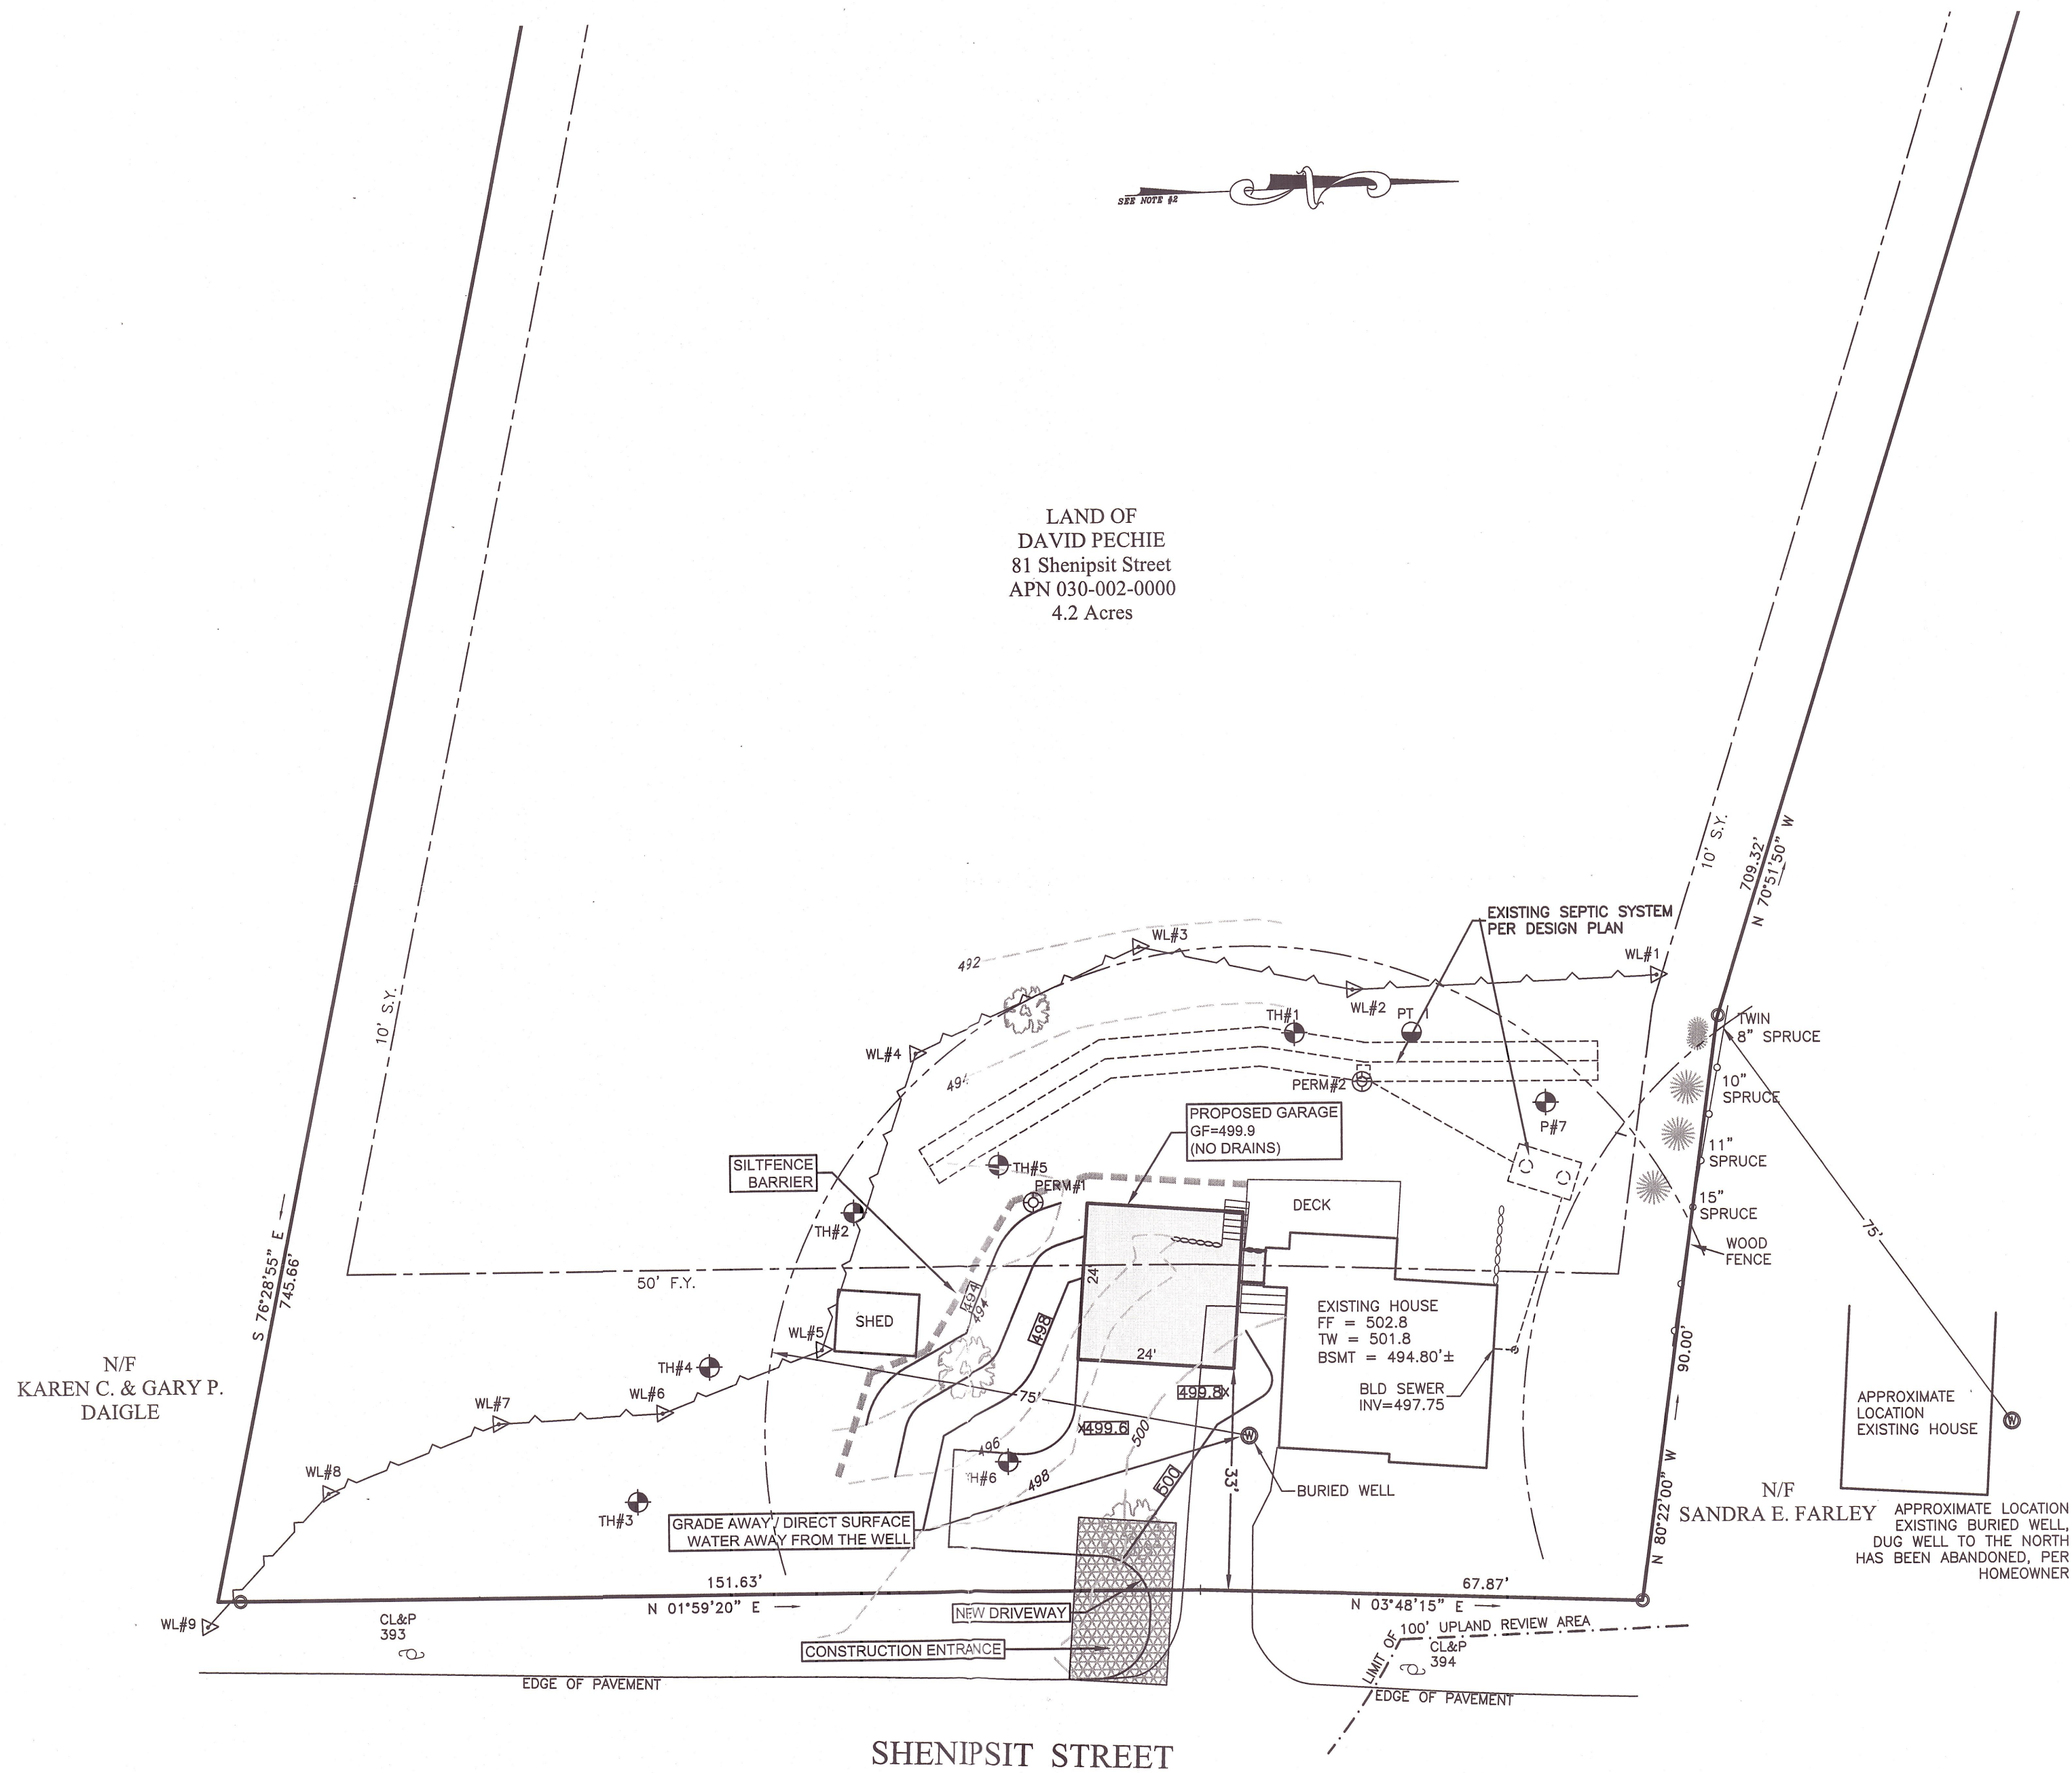 SEE NOTE #2
N
LAND OF
DAVID PECHIE
81 Shenipsit Street
APN 030-002-0000
4.2 Acres
10' S.Y.
709.32'
N 70°51'50" W
EXISTING SEPTIC SYSTEM
PER DESIGN PLAN
WL#3
WL#1
492
10' S.Y.
WL#2
PT 1
TH#1
TWIN
8" SPRUCE
WL#4
494
PERM#2
10"
SPRUCE
PROPOSED GARAGE
GF=499.9
(NO DRAINS)
P#7
11"
SPRUCE
SILTFENCE
BARRIER
TH#5
PERM#1
DECK
15"
SPRUCE
TH#2
75'
WOOD
FENCE
S 76°28'55" E
745.66'
50' F.Y.
24'
494
494
SHED
EXISTING HOUSE
FF = 502.8
TW = 501.8
BSMT = 494.80'±
WL#5
498
24'
90.00'
N/F
KAREN C. & GARY P.
DAIGLE
TH#4
75'
499.8x
BLD SEWER
INV=497.75
APPROXIMATE
LOCATION
EXISTING HOUSE
W
WL#7
WL#6
x499.6
500
W
496
WL#8
TH#6
498
500
33'
BURIED WELL
N 80°22'00" W
N/F
SANDRA E. FARLEY
APPROXIMATE LOCATION
EXISTING BURIED WELL,
DUG WELL TO THE NORTH
HAS BEEN ABANDONED, PER
HOMEOWNER
TH#3
GRADE AWAY / DIRECT SURFACE
WATER AWAY FROM THE WELL
151.63'
N 01°59'20" E
67.87'
N 03°48'15" E
WL#9
CL&P
393
NEW DRIVEWAY
CONSTRUCTION ENTRANCE
LIMIT OF 100' UPLAND REVIEW AREA
CL&P
394
EDGE OF PAVEMENT
EDGE OF PAVEMENT
SHENIPSIT STREET